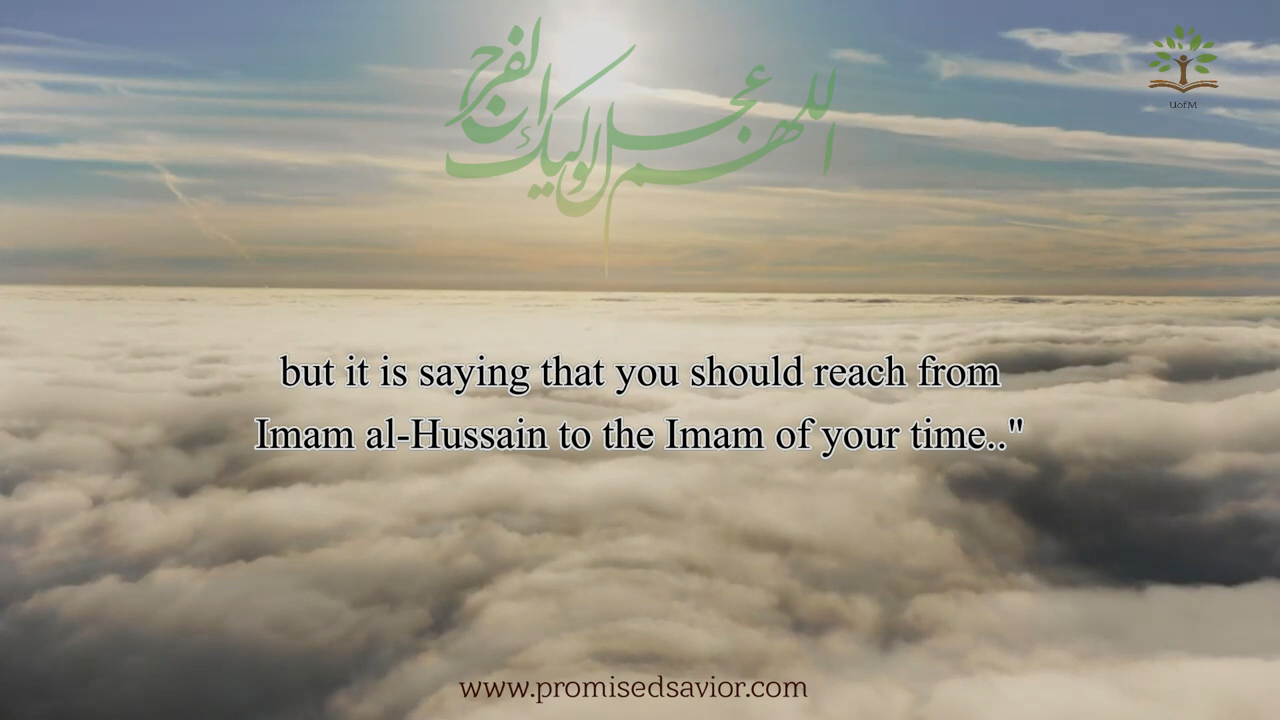 اللهم عجل لوليك الفرج
UofM
but it is saying that you should reach from
Imam al-Hussain to the Imam of your time.."
www.promisedsavior.com